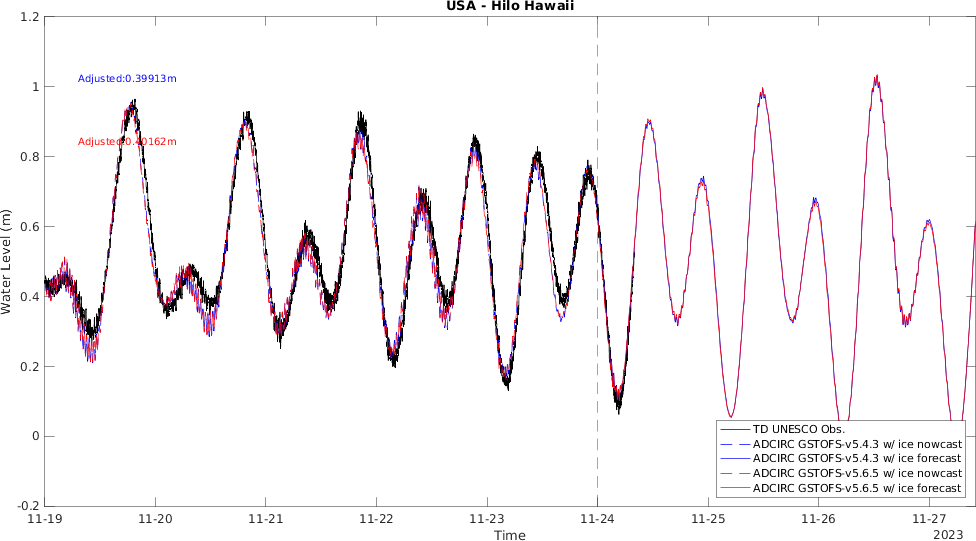 USA - Hilo Hawaii
1.2
1
0.8
0.6
0.4
0.2
0
-0.2
Water Level (m)
Adjusted:0.39913m
Adjusted:0.40162m
TD UNESCO Obs.
ADCIRC GSTOFS-v5.4.3 w/ ice nowcast
ADCIRC GSTOFS-v5.4.3 w/ ice forecast
ADCIRC GSTOFS-v5.6.5 w/ ice nowcast
ADCIRC GSTOFS-v5.6.5 w/ ice forecast
11-19 11-20 11-21 11-22 11-23 11-24 11-25 11-26 11-27
Time
2023